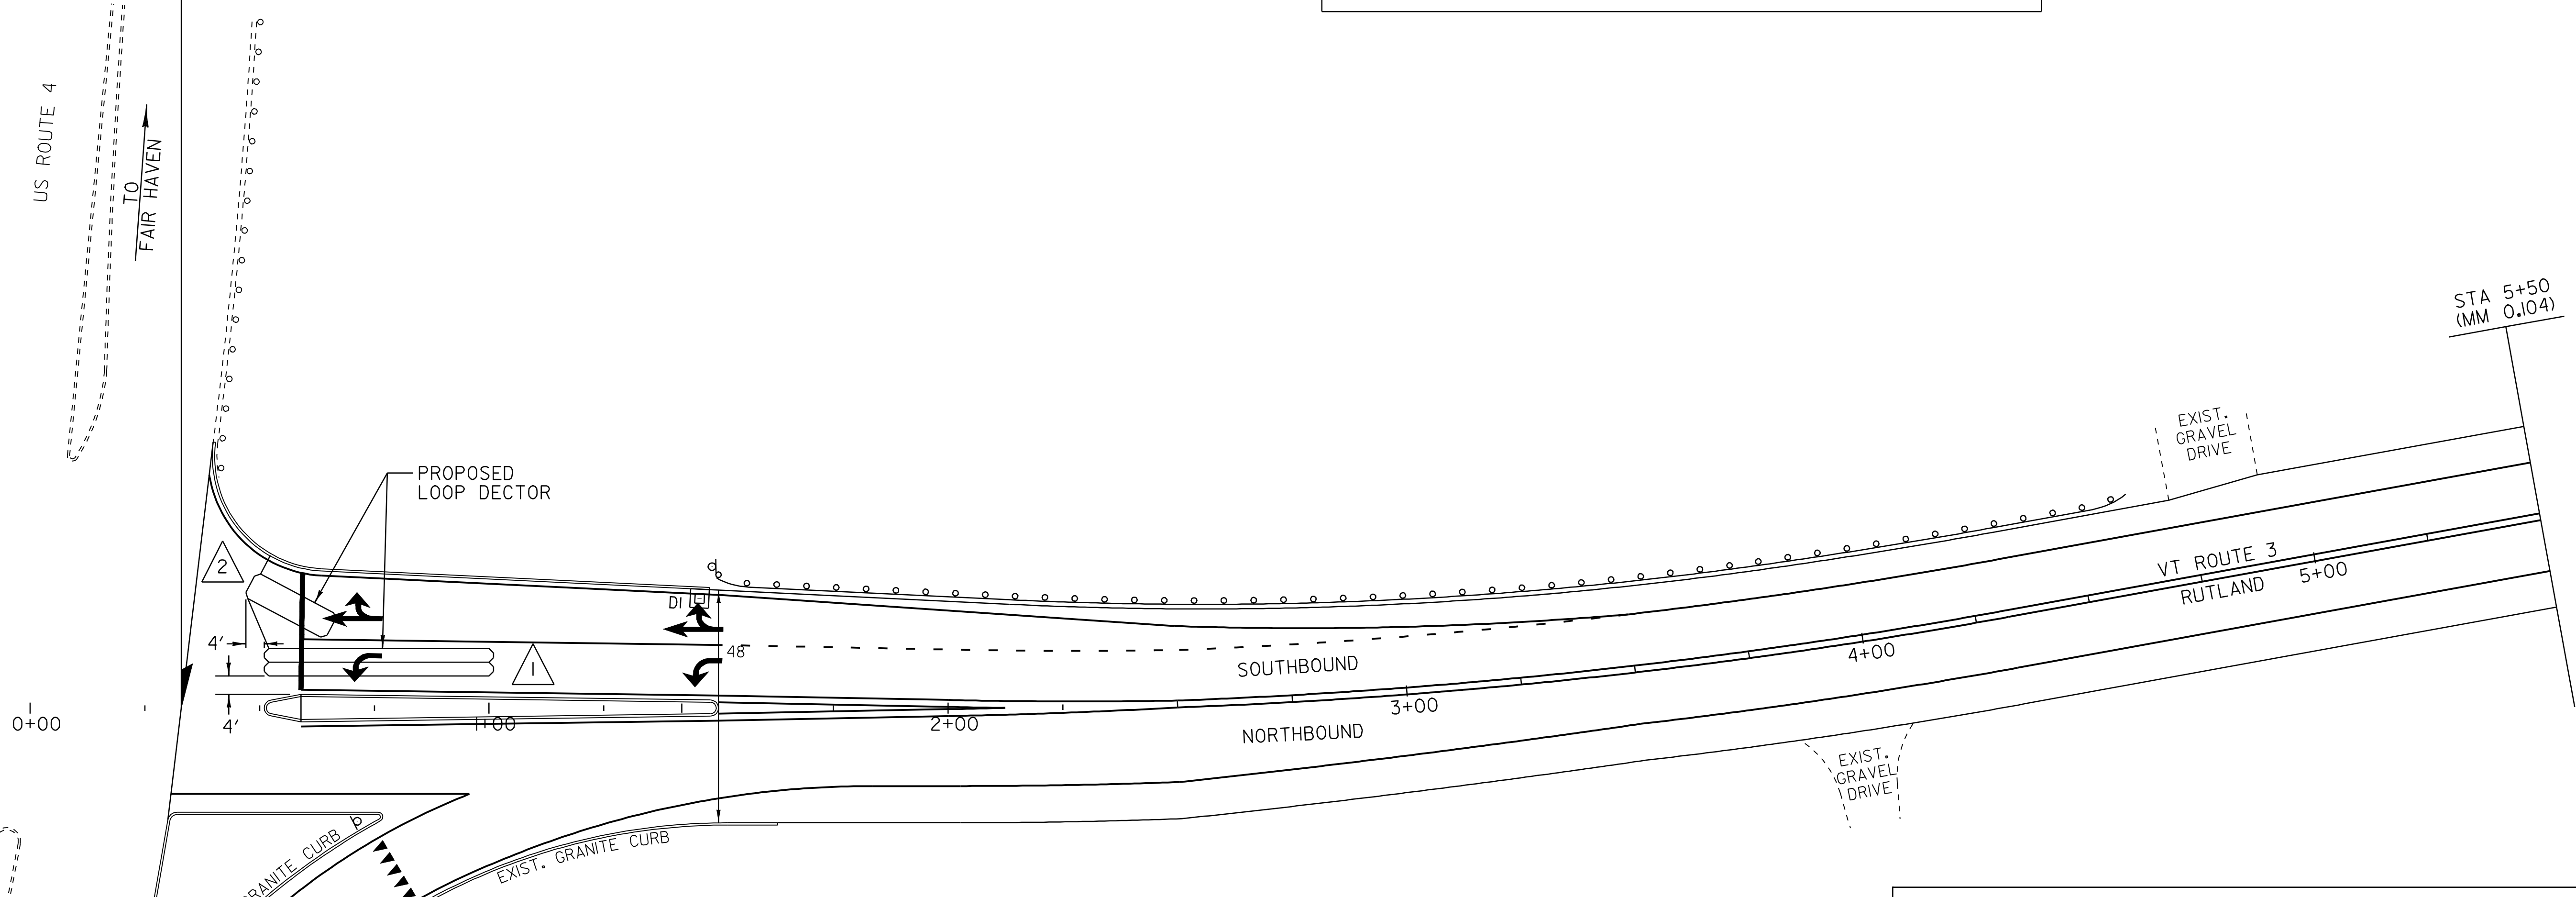 US ROUTE 4
TO
FAIR HAVEN
PROPOSED
LOOP DECTOR
STA 5+50
(MM 0.104)
EXIST.
GRAVEL
DRIVE
2
DI
4'
48
1
VT ROUTE 3
RUTLAND
5+00
SOUTHBOUND
4+00
4'
0+00
1+00
2+00
3+00
NORTHBOUND
EXIST.
GRAVEL
DRIVE
RANITE CURB
EXIST. GRANITE CURB